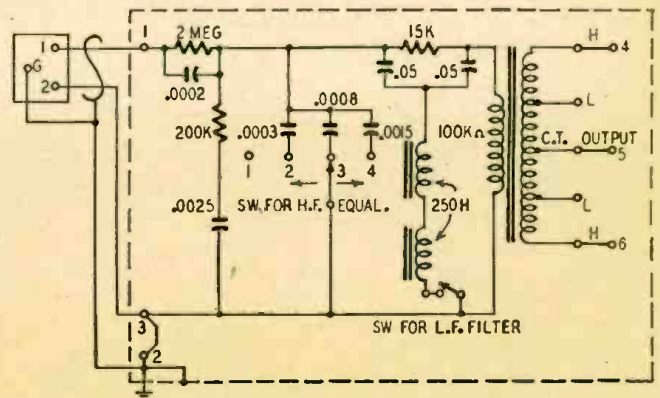 1
G
2
1
2 MEG
.0002
200K
.0025
.0003
.0008
.0015
1
2
3
4
SW FOR H.F. EQUAL.
15K
.05
.05
100KΩ
250H
SW FOR L.F. FILTER
H
4
L
C.T. OUTPUT
5
L
H
6
3
2